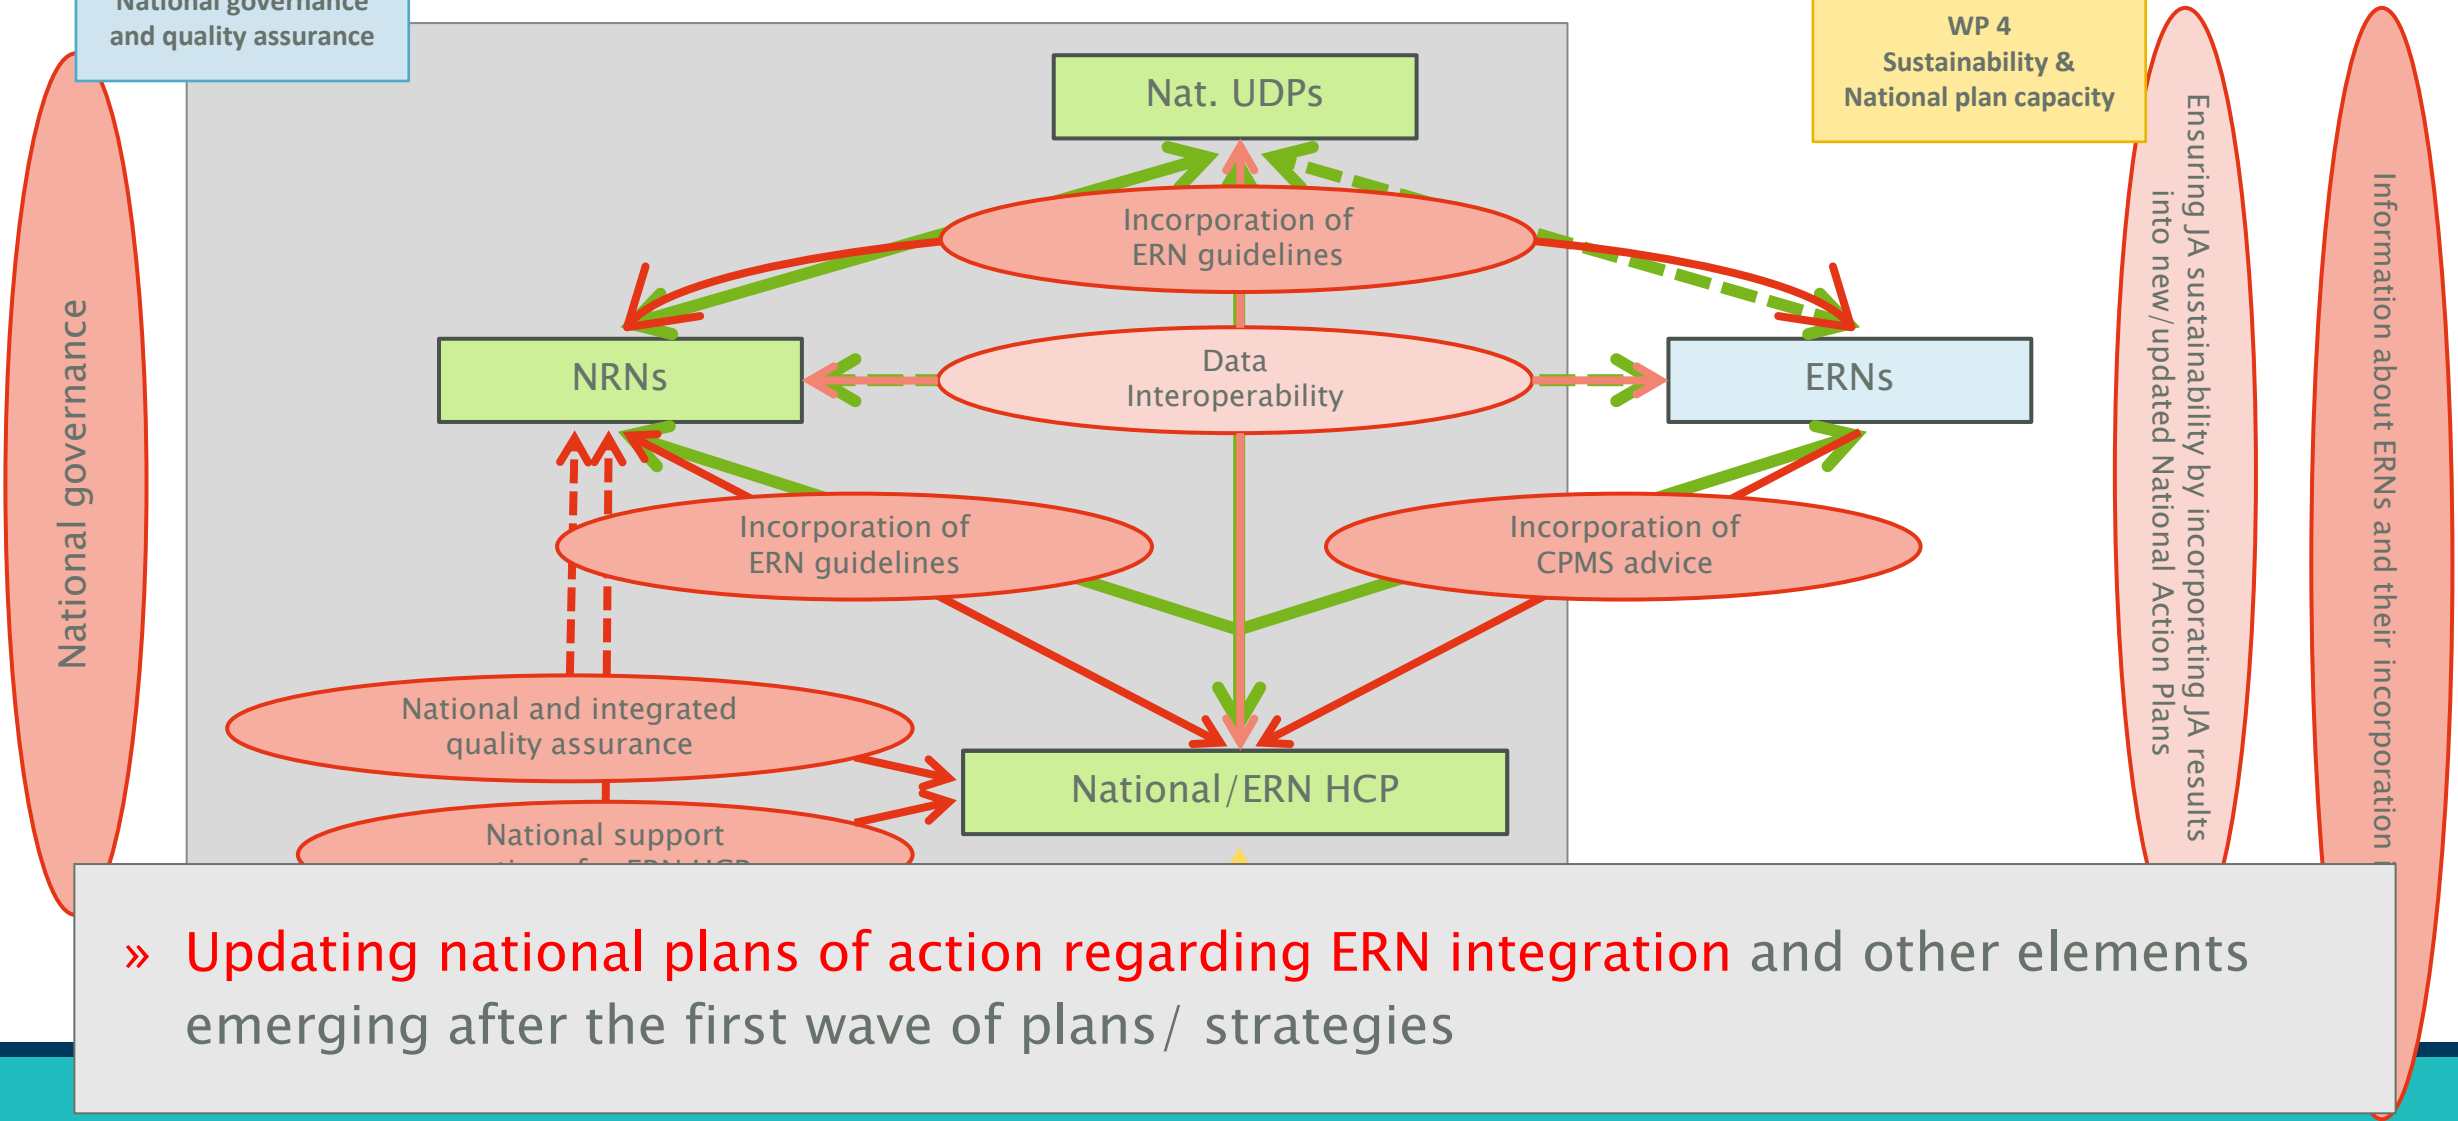 National governance
and quality assurance
WP 4
Sustainability &
National plan capacity
Nat. UDPs
Incorporation of
ERN guidelines
NRNs
Data
Interoperability
ERNs
Incorporation of
ERN guidelines
Incorporation of
CPMS advice
National and integrated
quality assurance
National/ERN HCP
National support
for ERN HCP
National governance
Ensuring JA sustainability by incorporating JA results
into new/updated National Action Plans
Information about ERNs and their incorporation
» Updating national plans of action regarding ERN integration and other elements
emerging after the first wave of plans/ strategies